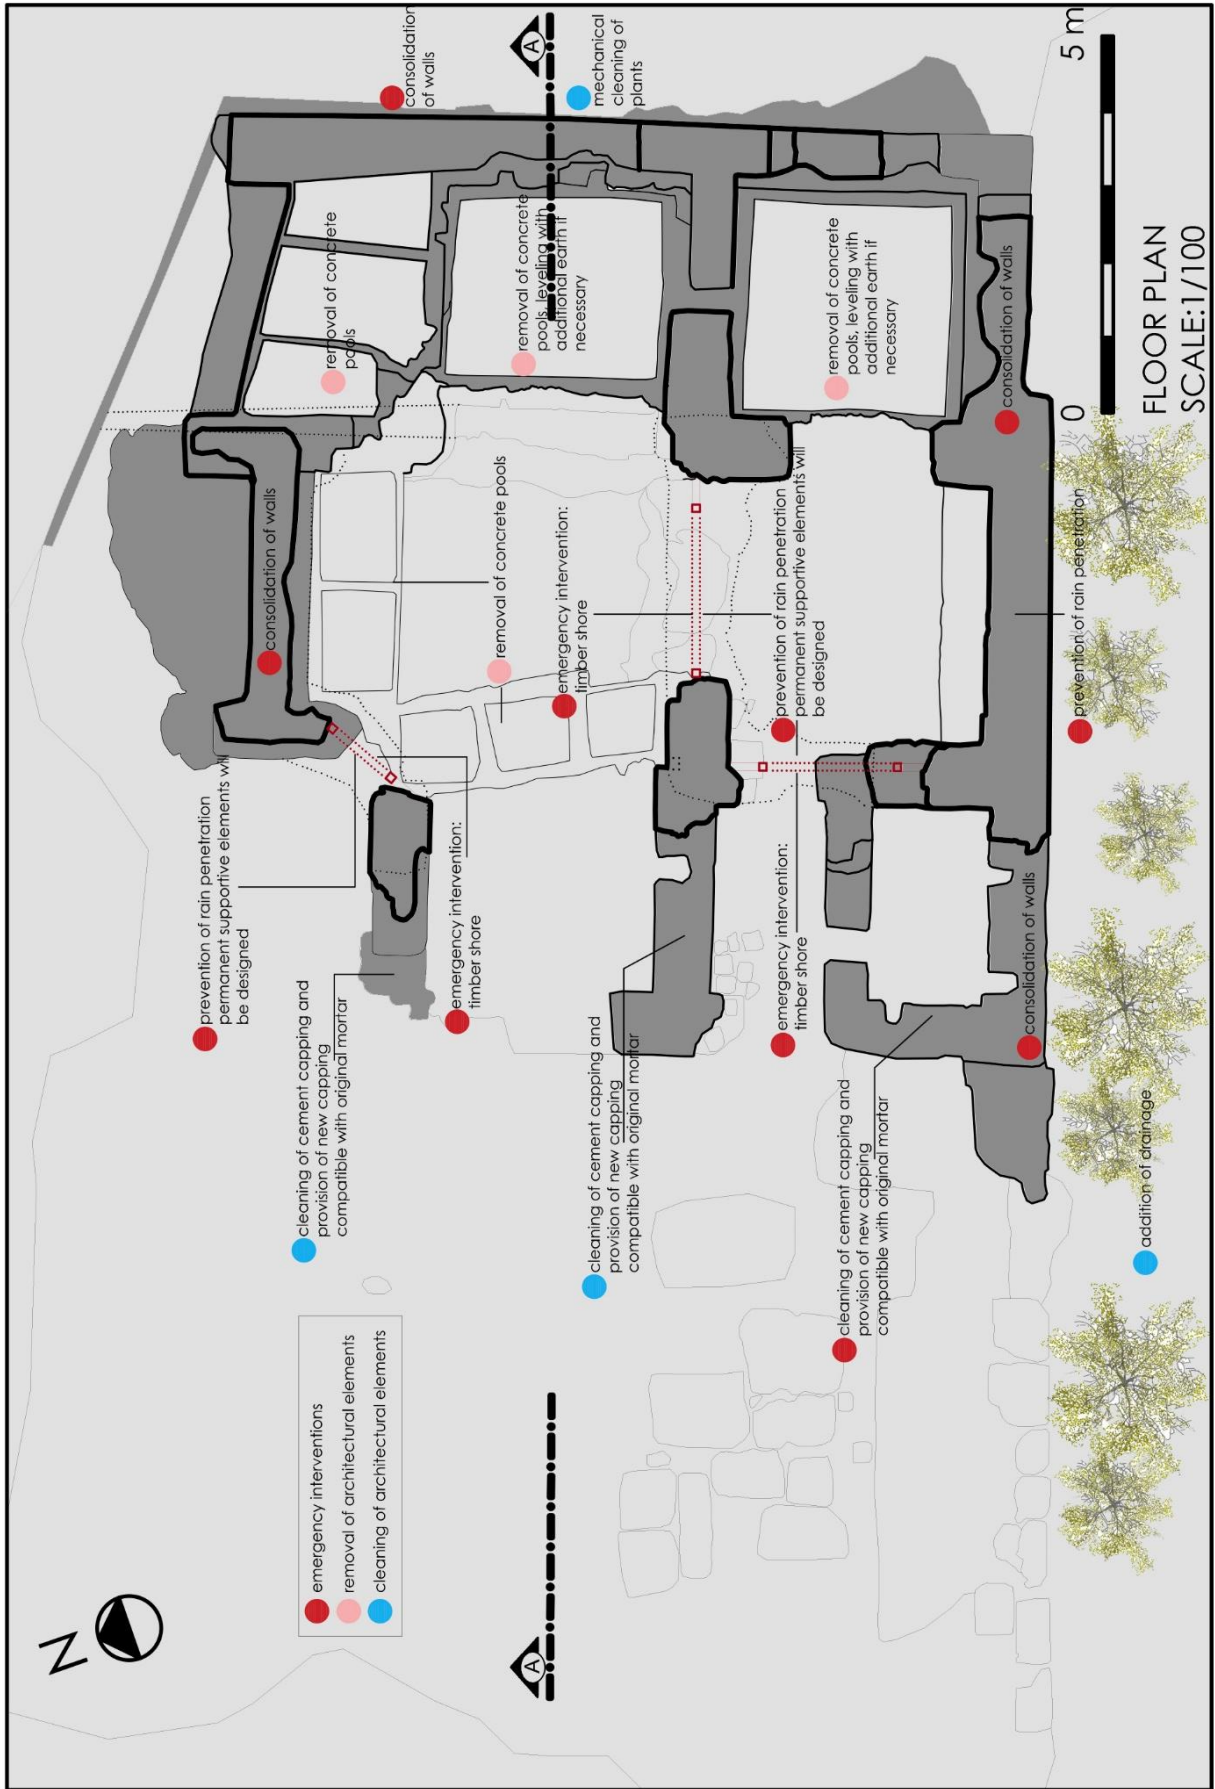 N
emergency interventions
removal of architectural elements
cleaning of architectural elements
prevention of rain penetration
permanent supportive elements will
be designed
cleaning of cement capping and
provision of new capping
compatible with original mortar
emergency intervention:
timber shore
consolidation of walls
removal of concrete
pools
consolidation
of walls
A
A
mechanical
cleaning of
plants
removal of concrete
pools, leveling with
additional earth if
necessary
removal of concrete pools
emergency intervention:
timber shore
cleaning of cement capping and
provision of new capping
compatible with original mortar
prevention of rain penetration
permanent supportive elements will
be designed
emergency intervention:
timber shore
removal of concrete
pools, leveling with
additional earth if
necessary
cleaning of cement capping and
provision of new capping
compatible with original mortar
consolidation of walls
consolidation of walls
prevention of rain penetration
addition of drainage
0
5 m
FLOOR PLAN
SCALE:1/100